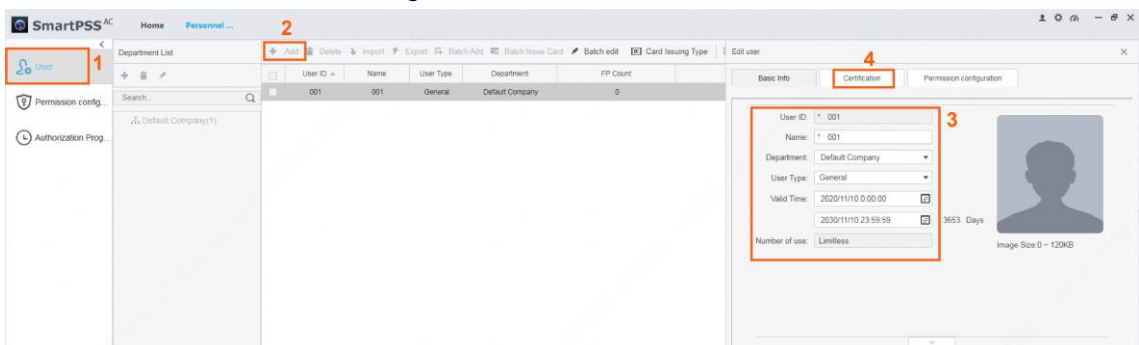 SmartPSS AC Home Personnel ...
2
< Department List Add Delete Import Export Batch Add Batch Issue Card Batch edit Card Issuing Type Edit user
User 1
4
User ID Name User Type Department FP Count
Basic Info Certification Permission configuration
001 001 General Default Company 0
Search..
Permission config...
Default Company(1)
Authorization Prog...
3
User ID: * 001
Name: * 001
Department: Default Company
User Type: General
Valid Time: 2020/11/10 0:00:00
2030/11/10 23:59:59 3653 Days
Number of use: Limitless
Image Size:0 ~ 120KB